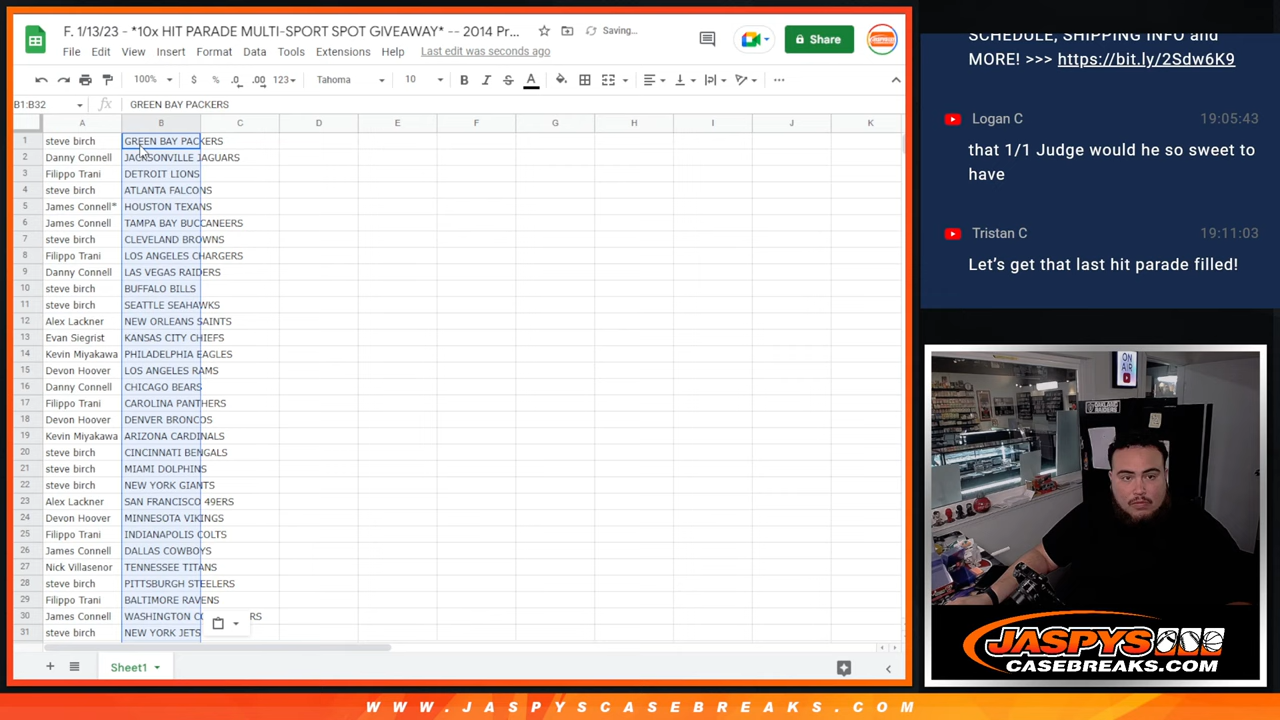 F. 1/13/23 - *10x HIT PARADE MULTI-SPORT SPOT GIVEAWAY* -- 2014 Pr...
Saving...
Share
File Edit View Insert Format Data Tools Extensions Help Last edit was seconds ago
100% $ % .0 .00 123 Tahoma 10 B I S A
B1:B32 fx GREEN BAY PACKERS
A B C D E F G H I J K
1 steve birch GREEN BAY PACKERS
2 Danny Connell JACKSONVILLE JAGUARS
3 Filippo Trani DETROIT LIONS
4 steve birch ATLANTA FALCONS
5 James Connell* HOUSTON TEXANS
6 James Connell TAMPA BAY BUCCANEERS
7 steve birch CLEVELAND BROWNS
8 Filippo Trani LOS ANGELES CHARGERS
9 Danny Connell LAS VEGAS RAIDERS
10 steve birch BUFFALO BILLS
11 steve birch SEATTLE SEAHAWKS
12 Alex Lackner NEW ORLEANS SAINTS
13 Evan Siegrist KANSAS CITY CHIEFS
14 Kevin Miyakawa PHILADELPHIA EAGLES
15 Devon Hoover LOS ANGELES RAMS
16 Danny Connell CHICAGO BEARS
17 Filippo Trani CAROLINA PANTHERS
18 Devon Hoover DENVER BRONCOS
19 Kevin Miyakawa ARIZONA CARDINALS
20 steve birch CINCINNATI BENGALS
21 steve birch MIAMI DOLPHINS
22 steve birch NEW YORK GIANTS
23 Alex Lackner SAN FRANCISCO 49ERS
24 Devon Hoover MINNESOTA VIKINGS
25 Filippo Trani INDIANAPOLIS COLTS
26 James Connell DALLAS COWBOYS
27 Nick Villasenor TENNESSEE TITANS
28 steve birch PITTSBURGH STEELERS
29 Filippo Trani BALTIMORE RAVENS
30 James Connell WASHINGTON
31 steve birch NEW YORK JETS
Sheet1
SCHEDULE, SHIPPING INFO and
MORE! >>> https://bit.ly/2Sdw6K9
Logan C 19:05:43
that 1/1 Judge would he so sweet to
have
Tristan C 19:11:03
Let's get that last hit parade filled!
ON
AIR
JASPYS
CASEBREAKS.COM
WWW.JASPYSCASEBREAKS.COM